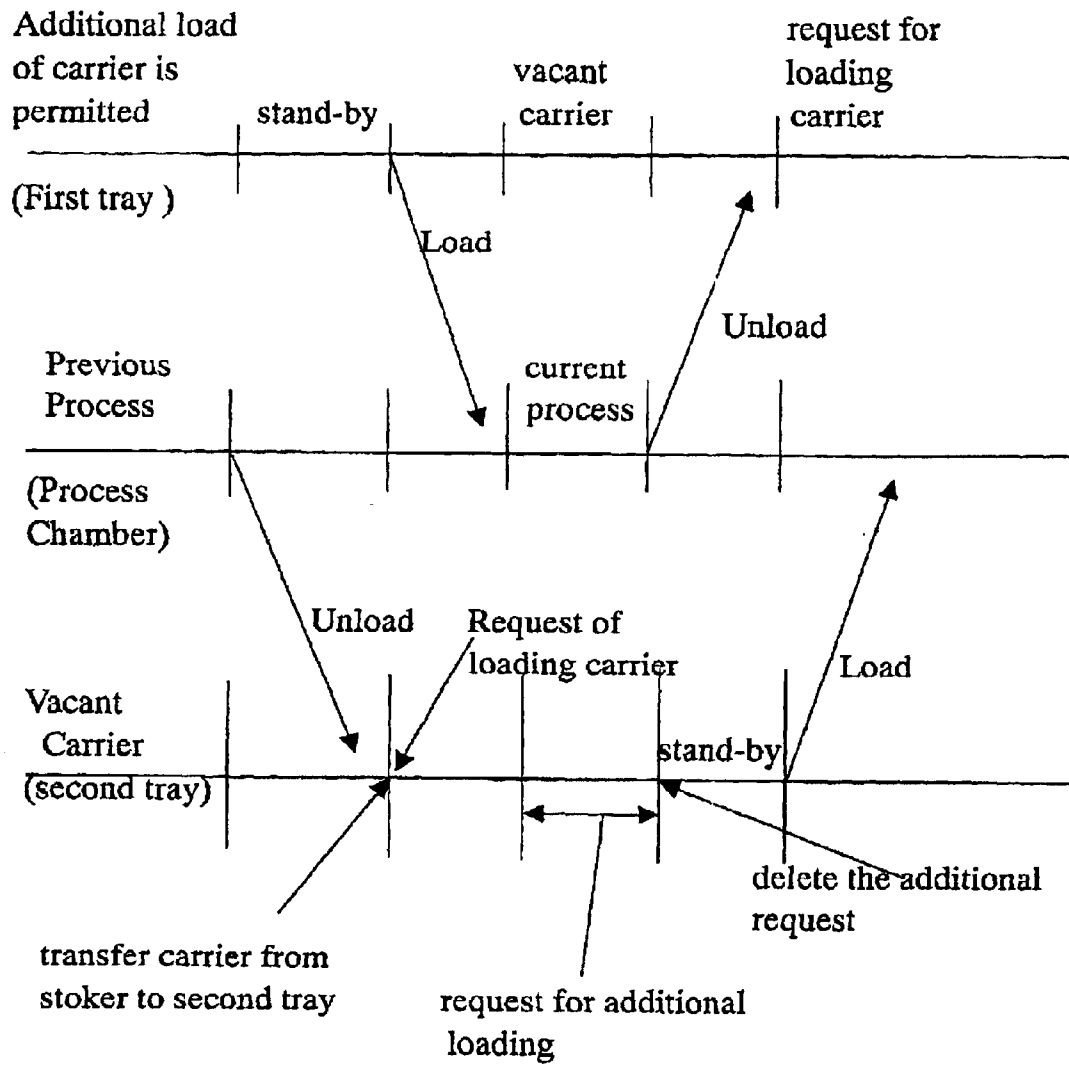 Additional load
of carrier is
permitted
stand-by
vacant
carrier
request for
loading
carrier
(First tray )
Load
Unload
Previous
Process
current
process
(Process
Chamber)
Unload
Request of
loading carrier
Load
Vacant
Carrier
(second tray)
stand-by
delete the additional
request
transfer carrier from
stoker to second tray
request for additional
loading